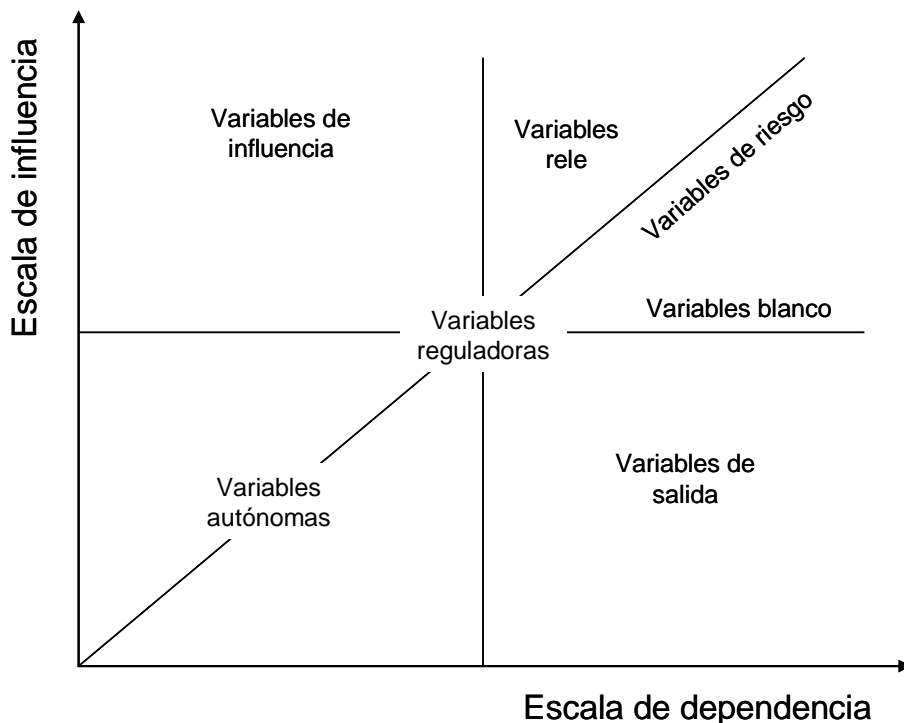 Escala de influencia
Variables de
influencia
Variables
rele
Variables de riesgo
Variables blanco
Variables
reguladoras
Variables de
salida
Variables
autónomas
Escala de dependencia